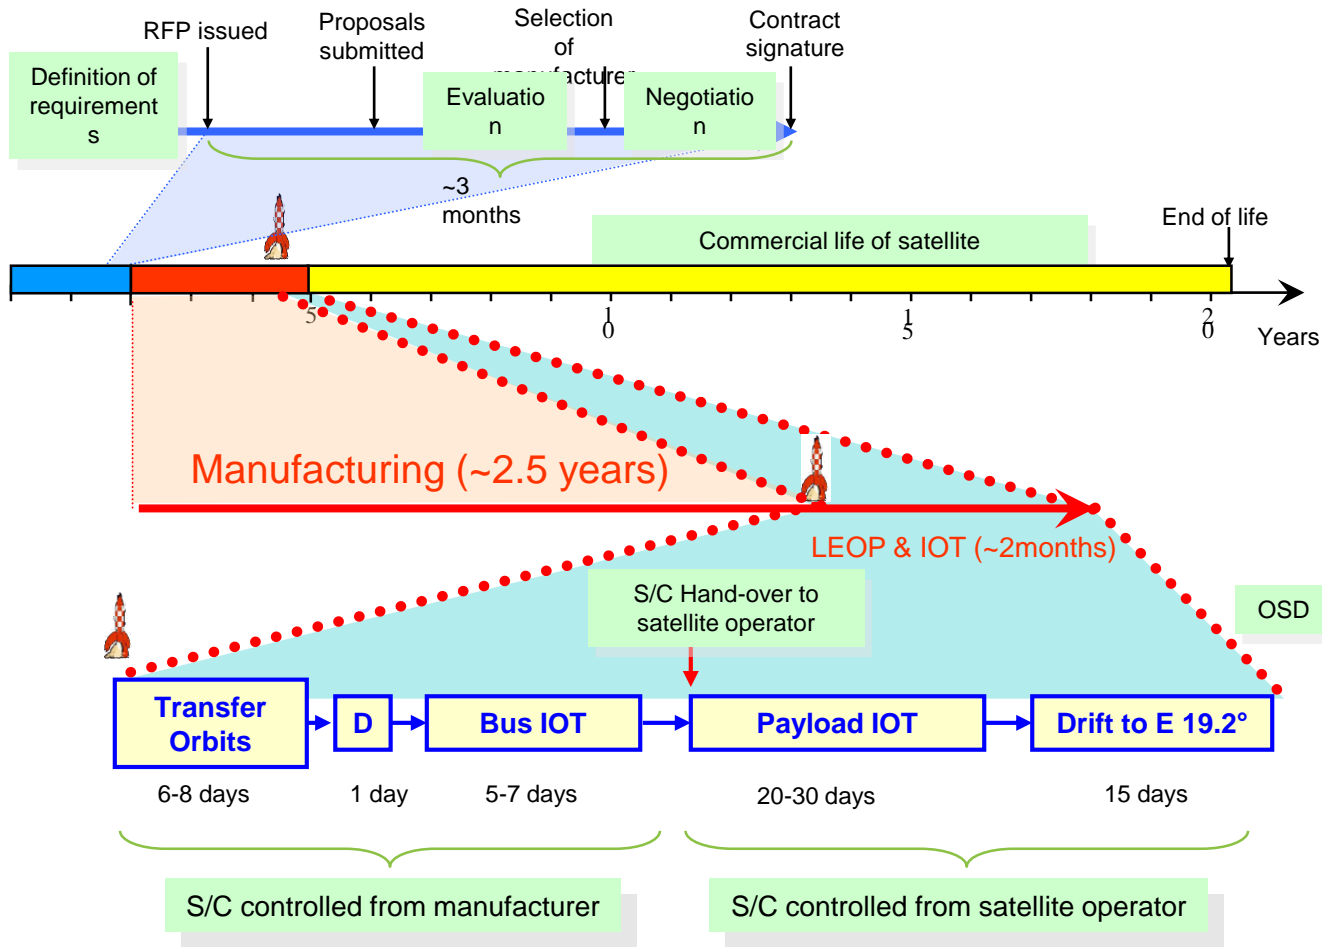 RFP issued
Proposals
submitted
Selection
of
manufacturer
Contract
signature
Definition of
requirement
s
Evaluatio
n
Negotiatio
n
~3
months
Commercial life of satellite
End of life
5
1
0
1
5
2
0
Years
Manufacturing (~2.5 years)
LEOP & IOT (~2months)
S/C Hand-over to
satellite operator
OSD
Transfer
Orbits
D
Bus IOT
Payload IOT
Drift to E 19.2°
6-8 days
1 day
5-7 days
20-30 days
15 days
S/C controlled from manufacturer
S/C controlled from satellite operator